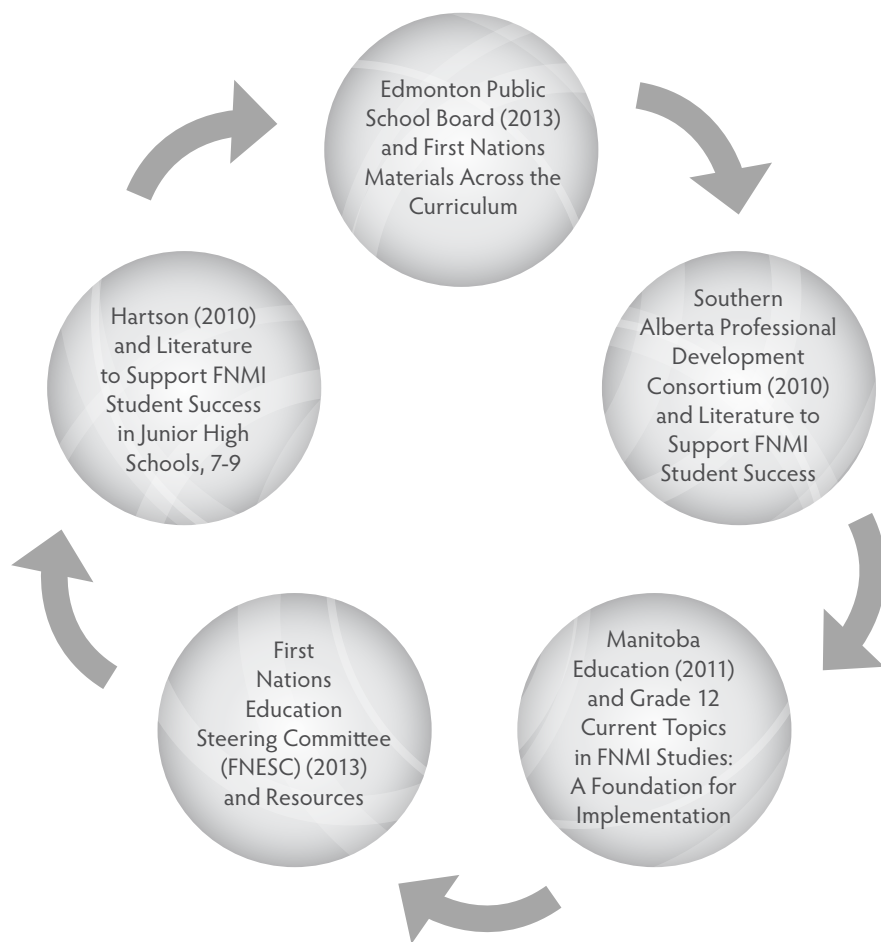 Edmonton Public
School Board (2013)
and First Nations
Materials Across the
Curriculum
Southern
Alberta Professional
Development
Consortium (2010)
and Literature to
Support FNMI
Student Success
Manitoba
Education (2011)
and Grade 12
Current Topics
in FNMI Studies:
A Foundation for
Implementation
First
Nations
Education
Steering Committee
(FNESC) (2013)
and Resources
Hartson (2010)
and Literature
to Support FNMI
Student Success
in Junior High
Schools, 7-9